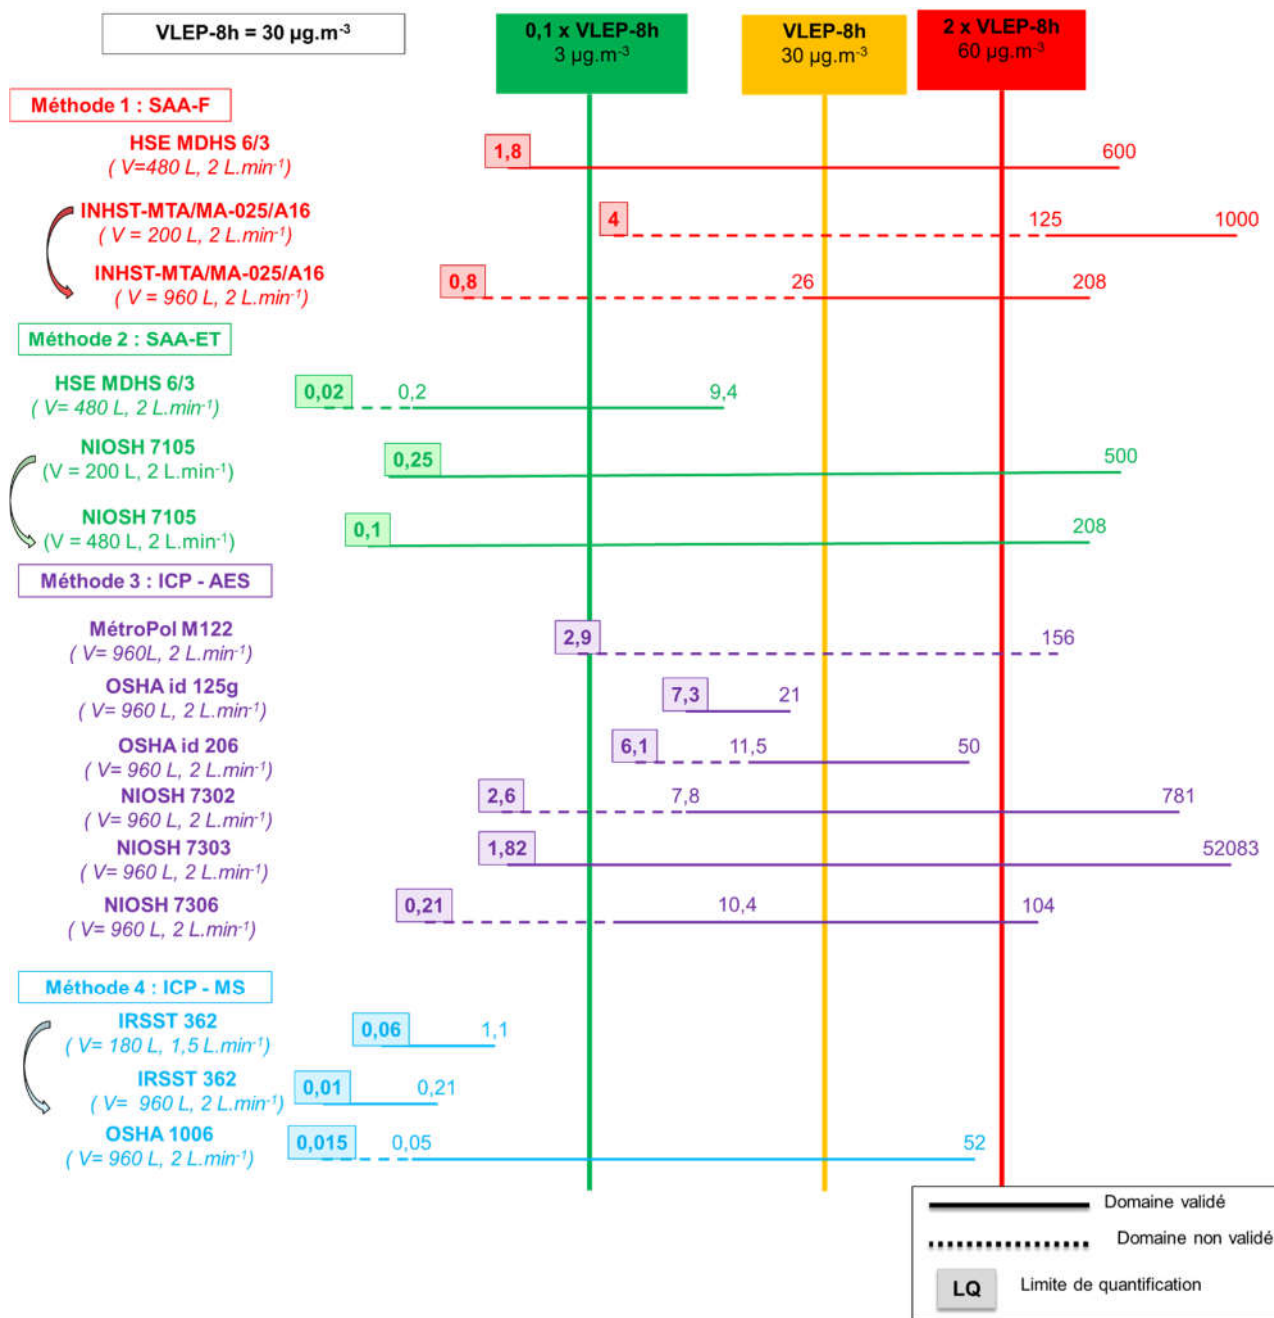 VLEP-8h = 30 µg.m-3
0,1 x VLEP-8h
3 µg.m-3
VLEP-8h
30 µg.m-3
2 x VLEP-8h
60 µg.m-3
Méthode 1 : SAA-F
HSE MDHS 6/3
( V=480 L, 2 L.min-1)
1,8
600
INHST-MTA/MA-025/A16
( V = 200 L, 2 L.min-1)
4
125
1000
INHST-MTA/MA-025/A16
( V = 960 L, 2 L.min-1)
0,8
26
208
Méthode 2 : SAA-ET
HSE MDHS 6/3
( V= 480 L, 2 L.min-1)
0,02
0,2
9,4
NIOSH 7105
(V = 200 L, 2 L.min-1)
0,25
500
NIOSH 7105
(V = 480 L, 2 L.min-1)
0,1
208
Méthode 3 : ICP - AES
MétroPol M122
( V= 960L, 2 L.min-1)
2,9
156
OSHA id 125g
( V= 960 L, 2 L.min-1)
7,3
21
OSHA id 206
( V= 960 L, 2 L.min-1)
6,1
11,5
50
NIOSH 7302
( V= 960 L, 2 L.min-1)
2,6
7,8
781
NIOSH 7303
( V= 960 L, 2 L.min-1)
1,82
52083
NIOSH 7306
( V= 960 L, 2 L.min-1)
0,21
10,4
104
Méthode 4 : ICP - MS
IRSST 362
( V= 180 L, 1,5 L.min-1)
0,06
1,1
IRSST 362
( V= 960 L, 2 L.min-1)
0,01
0,21
OSHA 1006
( V= 960 L, 2 L.min-1)
0,015
0,05
52
Domaine validé
Domaine non validé
LQ
Limite de quantification